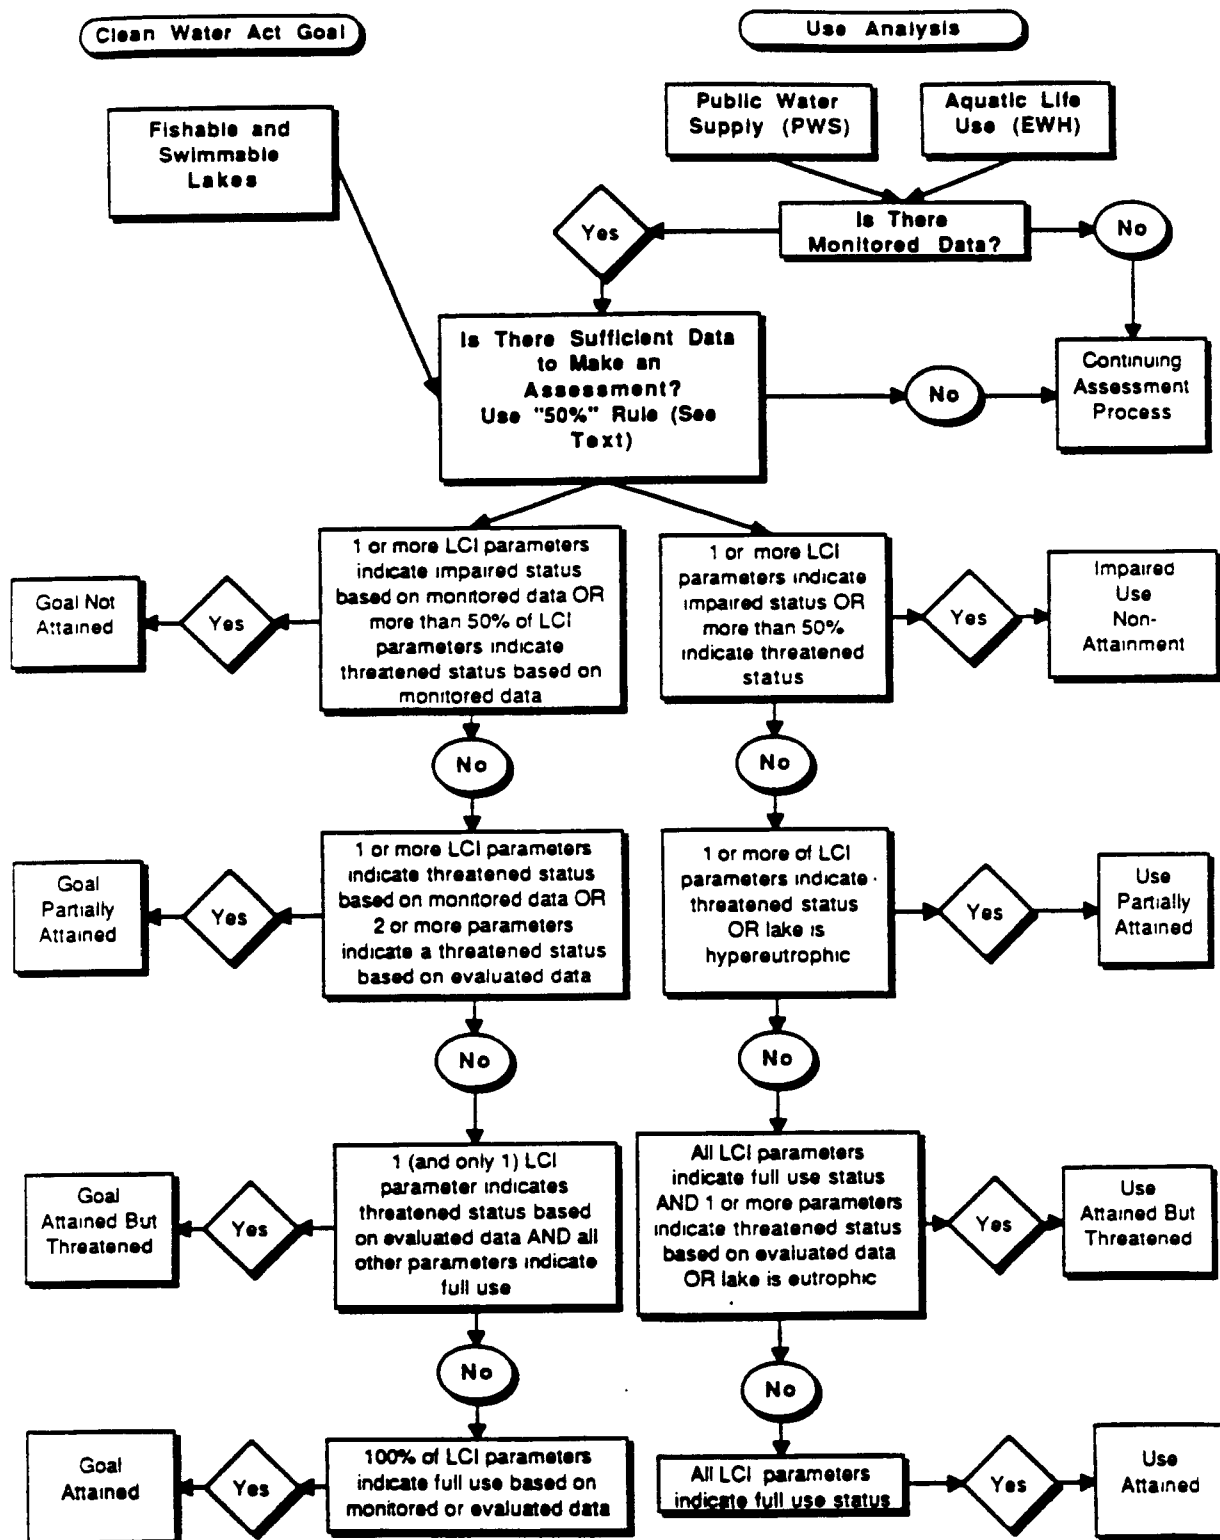 Clean Water Act Goal
Use Analysis
Fishable and
Swimmable
Lakes
Public Water
Supply (PWS)
Aquatic Life
Use (EWH)
Is There
Monitored Data?
Yes
No
Is There Sufficient Data
to Make an
Assessment?
Use "50%" Rule (See
Text)
No
Continuing
Assessment
Process
1 or more LCI parameters
indicate impaired status
based on monitored data OR
more than 50% of LCI
parameters indicate
threatened status based on
monitored data
Yes
Goal Not
Attained
1 or more LCI
parameters indicate
impaired status OR
more than 50%
indicate threatened
status
Yes
Impaired
Use
Non-
Attainment
No
No
1 or more LCI parameters
indicate threatened status
based on monitored data OR
2 or more parameters
indicate a threatened status
based on evaluated data
Yes
Goal
Partially
Attained
1 or more of LCI
parameters indicate
threatened status
OR lake is
hypereutrophic
Yes
Use
Partially
Attained
No
No
1 (and only 1) LCI
parameter indicates
threatened status based
on evaluated data AND all
other parameters indicate
full use
Yes
Goal
Attained But
Threatened
All LCI parameters
indicate full use status
AND 1 or more parameters
indicate threatened status
based on evaluated data
OR lake is eutrophic
Yes
Use
Attained But
Threatened
No
No
100% of LCI parameters
indicate full use based on
monitored or evaluated data
Yes
Goal
Attained
All LCI parameters
indicate full use status
Yes
Use
Attained